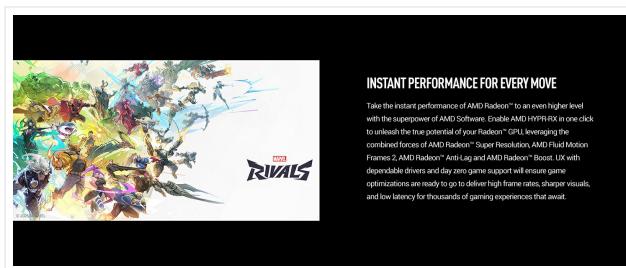 MARVEL
RIVALS
INSTANT PERFORMANCE FOR EVERY MOVE
Take the instant performance of AMD Radeon™ to an even higher level
with the superpower of AMD Software. Enable AMD HYPR-RX in one click
to unleash the true potential of your Radeon™ GPU, leveraging the
combined forces of AMD Radeon™ Super Resolution, AMD Fluid Motion
Frames 2, AMD Radeon™ Anti-Lag and AMD Radeon™ Boost. UX with
dependable drivers and day zero game support will ensure game
optimizations are ready to go to deliver high frame rates, sharper visuals,
and low latency for thousands of gaming experiences that await.